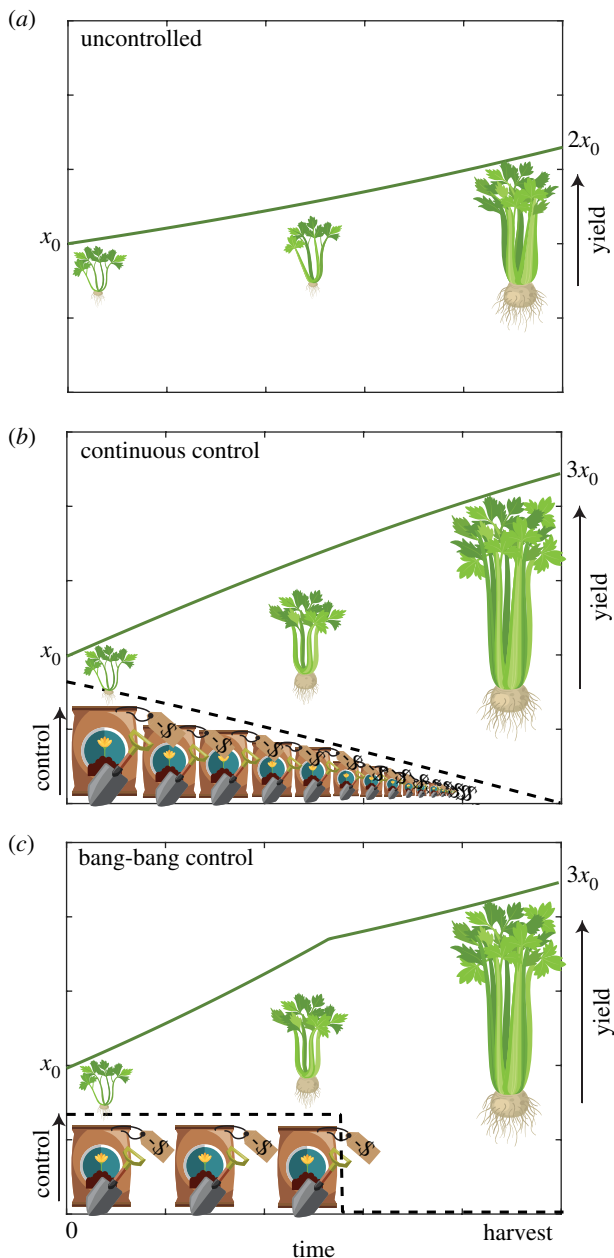 (a)
uncontrolled
2x₀
x₀
yield
(b)
continuous control
3x₀
x₀
yield
control
$ $ $ $ $ $ $ $ $ $ $ $
(c)
bang-bang control
3x₀
x₀
yield
control
$ $ $
0
harvest
time